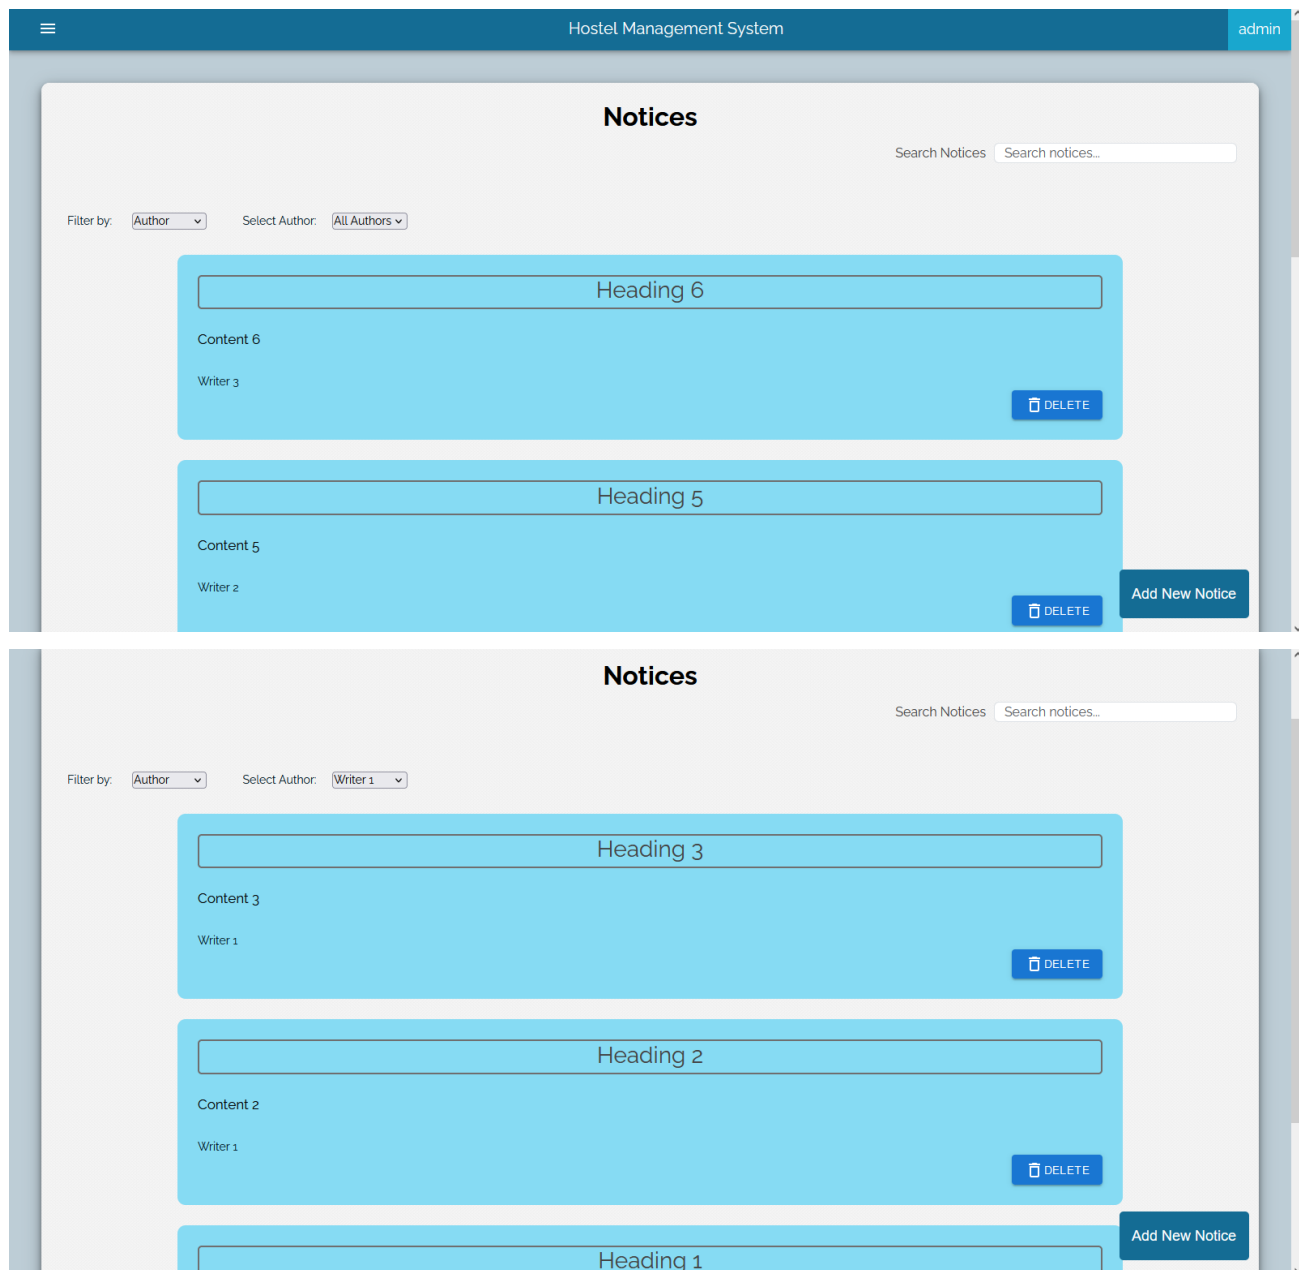 Hostel Management System admin
Notices
Search Notices Search notices...
Filter by: Author Select Author: All Authors
Heading 6
Content 6
Writer 3
DELETE
Heading 5
Content 5
Writer 2
DELETE
Add New Notice
Notices
Search Notices Search notices...
Filter by: Author Select Author: Writer 1
Heading 3
Content 3
Writer 1
DELETE
Heading 2
Content 2
Writer 1
DELETE
Add New Notice
Heading 1